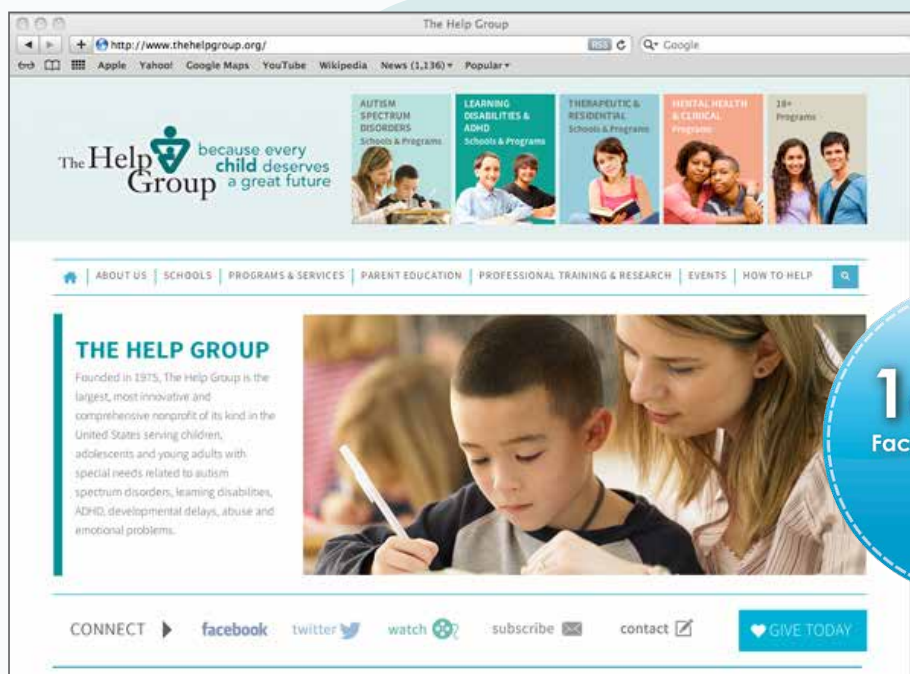 The Help Group
http://www.thehelpgroup.org/
RSS
Google
Apple Yahoo! Google Maps YouTube Wikipedia News (1,136) Popular
The Help Group
because every
child deserves
a great future
AUTISM
SPECTRUM
DISORDERS
Schools & Programs
LEARNING
DISABILITIES &
ADHD
Schools & Programs
THERAPEUTIC &
RESIDENTIAL
Schools & Programs
MENTAL HEALTH
& CLINICAL
Programs
18+
Programs
ABOUT US | SCHOOLS | PROGRAMS & SERVICES | PARENT EDUCATION | PROFESSIONAL TRAINING & RESEARCH | EVENTS | HOW TO HELP
THE HELP GROUP
Founded in 1975, The Help Group is the
largest, most innovative and
comprehensive nonprofit of its kind in the
United States serving children,
adolescents and young adults with
special needs related to autism
spectrum disorders, learning disabilities,
ADHD, developmental delays, abuse and
emotional problems.
1
Fac
CONNECT facebook twitter watch subscribe contact GIVE TODAY